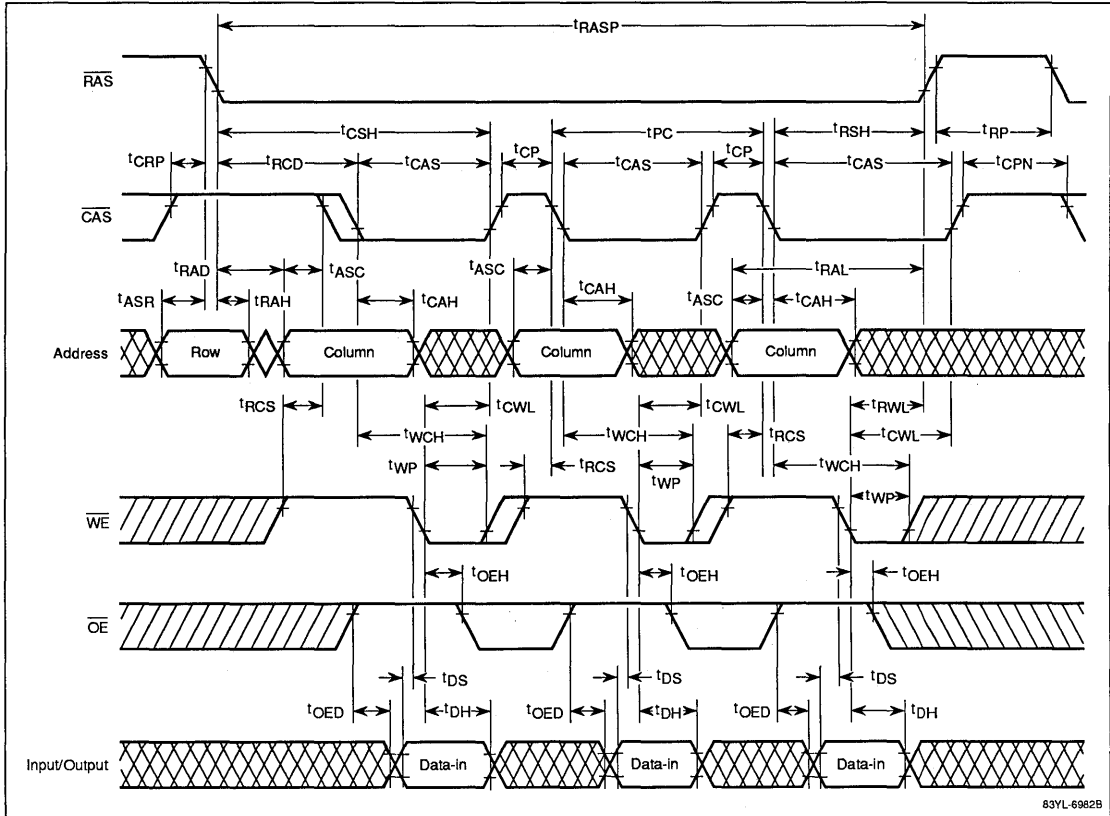 tRASP
RAS
tCSH tPC tRSH tRP
tCRP tRCD tCAS tCP tCAS tCP tCAS tCPN
CAS
tRAD tASC tASC tRAL
tASR tRAH tCAH tCAH tASC tCAH
Address Row Column Column Column
tRCS tCWL tCWL tRWL
tWCH tWCH tRCS tCWL
tWP tRCS tWP tWCH
tWP
WE
tOEH tOEH tOEH
OE
tDS tDS tDS
tOED tDH tOED tDH tOED tDH
Input/Output Data-in Data-in Data-in
83YL-6982B